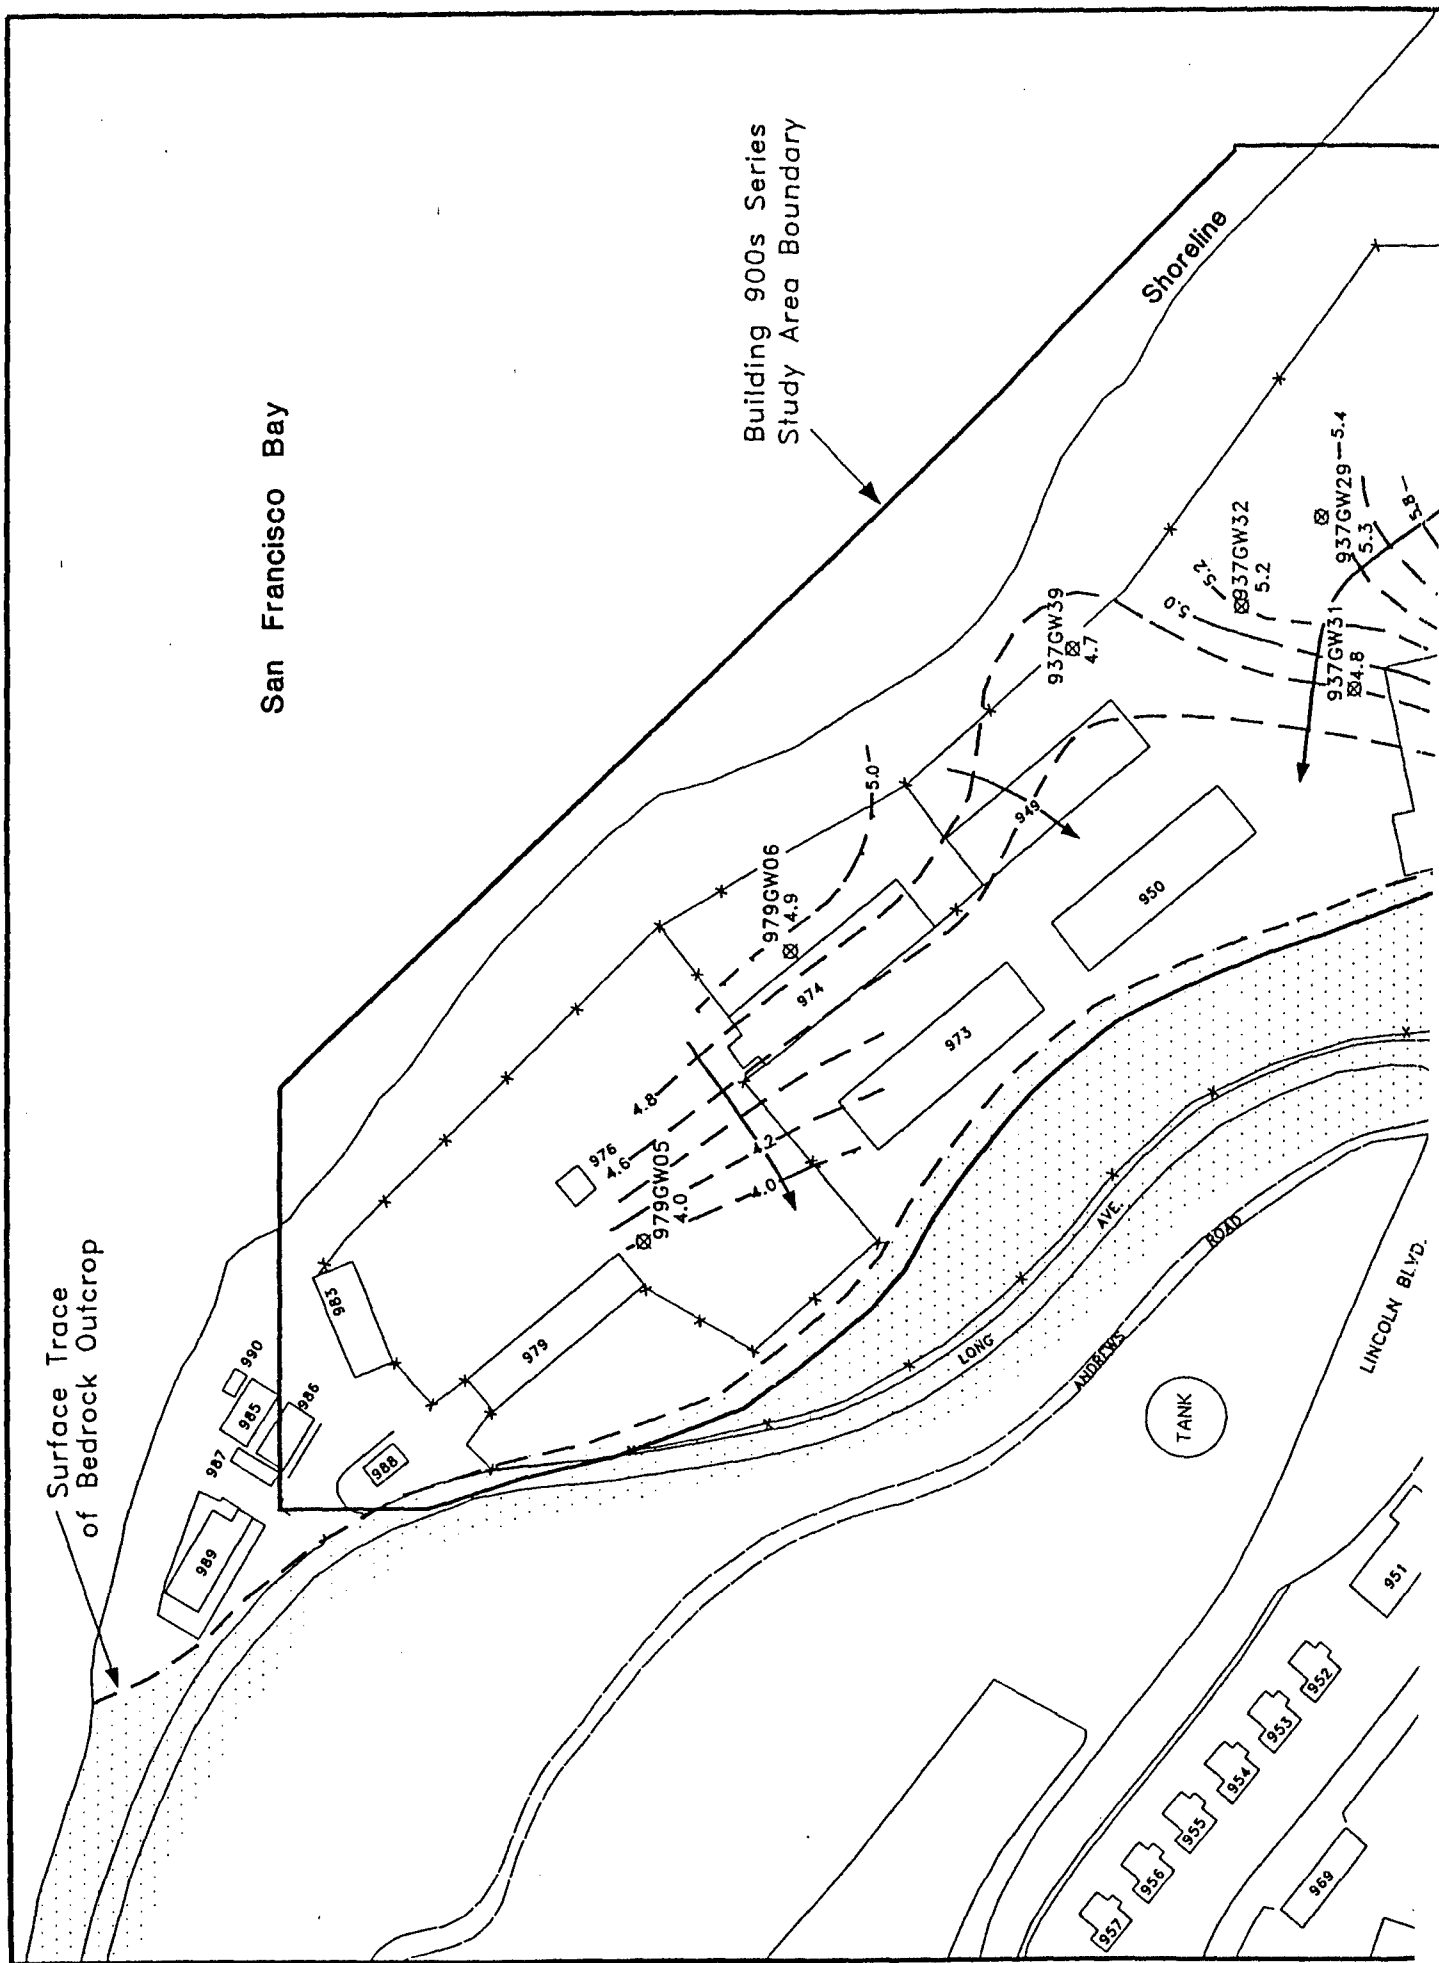 San Francisco Bay
Building 900s Series
Study Area Boundary
Shoreline
Surface Trace
of Bedrock Outcrop
990
985
986
987
988
989
983
979
976
4.8
4.6
979GW05
4.0
4.2
4.0
979GW06
4.9
5.0
974
973
949
950
937GW39
4.7
5.0
5.2
937GW32
5.2
937GW29
5.3
5.4
5.8
937GW31
4.8
LONG
AVE.
ANDREWS
ROAD
TANK
LINCOLN BLVD.
951
952
953
954
955
956
957
969